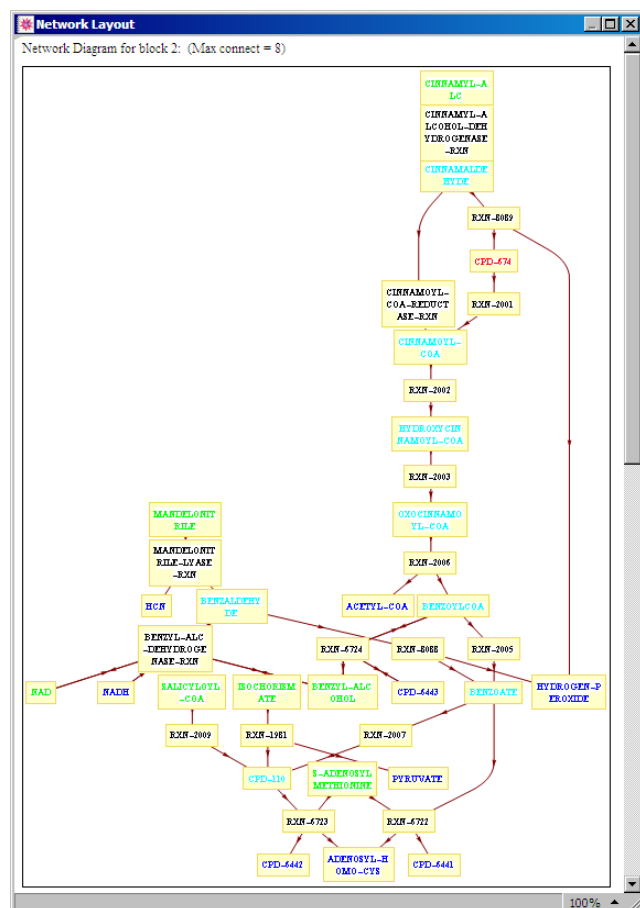 Network Layout
Network Diagram for block 2: (Max connect = 8)
CINNAMYL-A
LC
CINNAMYL-A
LCOHOL-DEH
YDROGENASE
-RXN
CINNAMALDE
HYDE
RXN-8089
CPD-674
CINNAMOYL-
COA-REDUCT
ASE-RXN
RXN-2001
CINNAMOYL-
COA
RXN-2002
HYDROXYCIN
NAMOYL-COA
RXN-2003
OXOCINNAMO
YL-COA
MANDELONIT
RILE
MANDELONIT
RILE-LYASE
-RXN
RXN-2006
HCN
BENZALDEHY
DE
ACETYL-COA
BENZOYLCOA
BENZYL-ALC
-DEHYDROGE
NASE-RXN
RXN-6724
RXN-8088
RXN-2005
NAD
NADH
SALICYLOYL
-COA
ISOCHORISM
ATE
BENZYL-ALC
OHOL
CPD-6443
BENZOATE
HYDROGEN-P
EROXIDE
RXN-2009
RXN-1981
RXN-2007
CPD-110
S-ADENOSYL
METHIONINE
PYRUVATE
RXN-6723
RXN-6722
CPD-6442
ADENOSYL-H
OMO-CYS
CPD-6441
100%